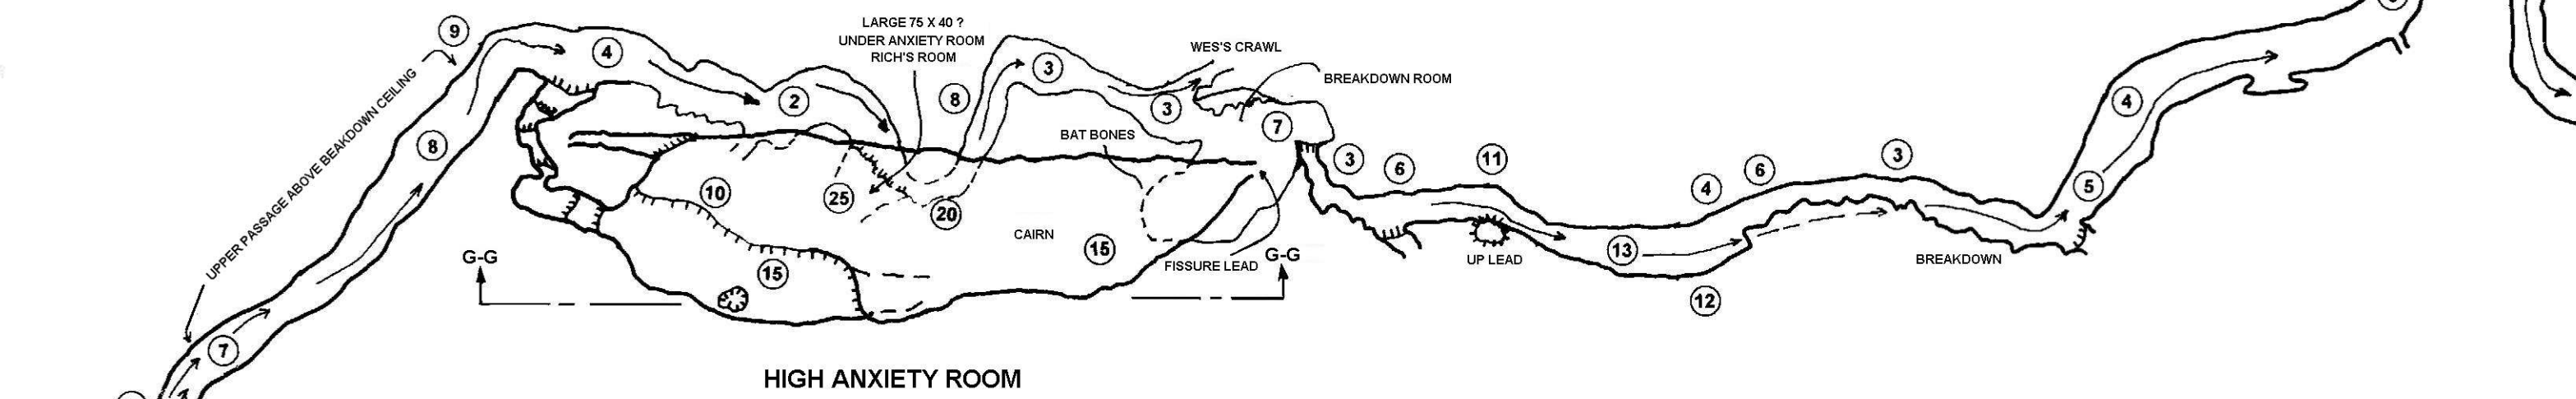 9
4
LARGE 75 X 40 ?
UNDER ANXIETY ROOM
RICH'S ROOM
8
3
WES'S CRAWL
BREAKDOWN ROOM
UPPER PASSAGE ABOVE BEAKDOWN CEILING
2
3
7
4
8
BAT BONES
3
6
11
4
6
3
5
10
25
20
CAIRN
15
15
FISSURE LEAD
G-G
G-G
UP LEAD
13
BREAKDOWN
12
7
HIGH ANXIETY ROOM